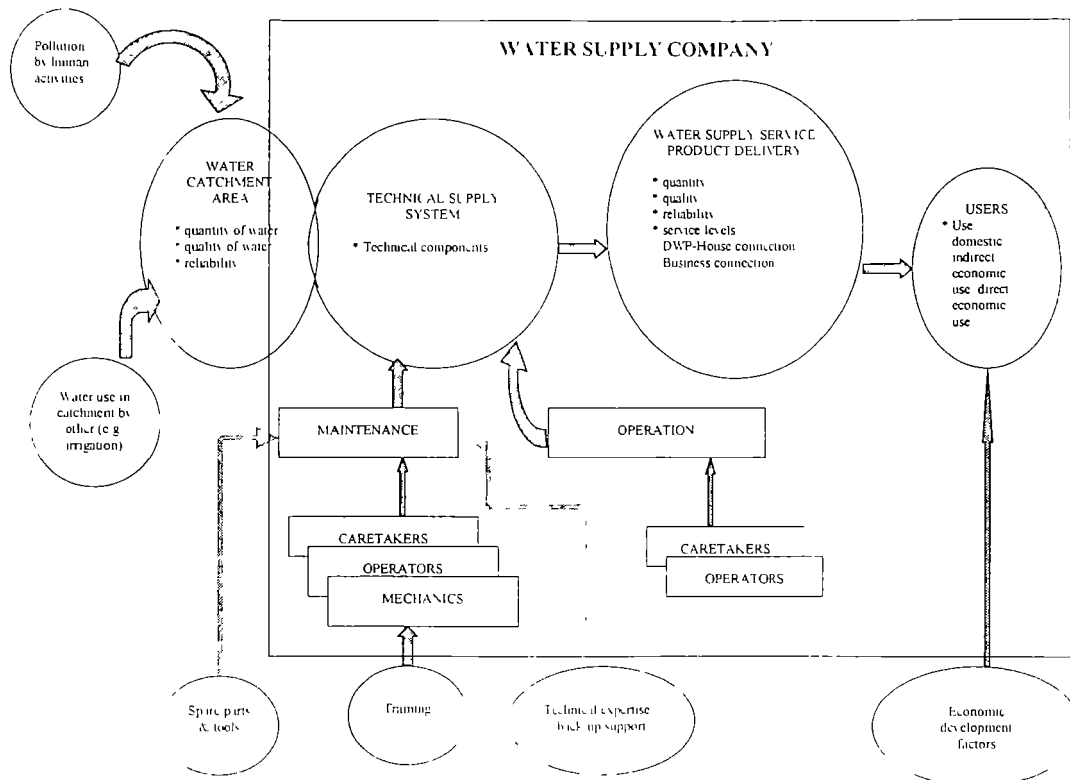 Pollution
by human
activities
WATER SUPPLY COMPANY
WATER
CATCHMENT
AREA
* quantity of water
* quality of water
* reliability
TECHNICAL SUPPLY
SYSTEM
* Technical components
WATER SUPPLY SERVICE
PRODUCT DELIVERY
* quantity
* quality
* reliability
* service levels
DWP-House connection
Business connection
USERS
* Use
domestic
indirect
economic
use direct
economic
use
Water use in
catchment by
other (e.g
irrigation)
MAINTENANCE
OPERATION
CARETAKERS
OPERATORS
MECHANICS
CARETAKERS
OPERATORS
Spare parts
& tools
Training
Technical expertise
back up support
Economic
development
factors